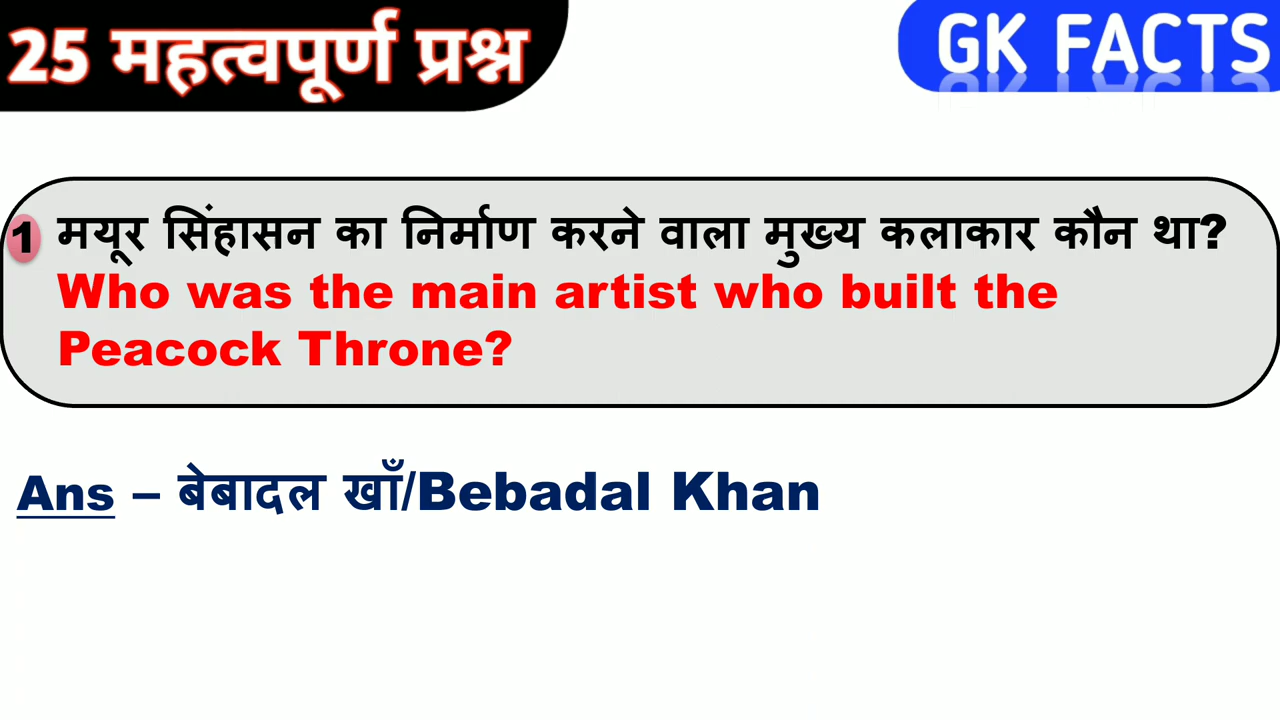 25 महत्वपूर्ण प्रश्न
GK FACTS
1 मयूर सिंहासन का निर्माण करने वाला मुख्य कलाकार कौन था?
Who was the main artist who built the
Peacock Throne?
Ans – बेबादल खाँ/Bebadal Khan